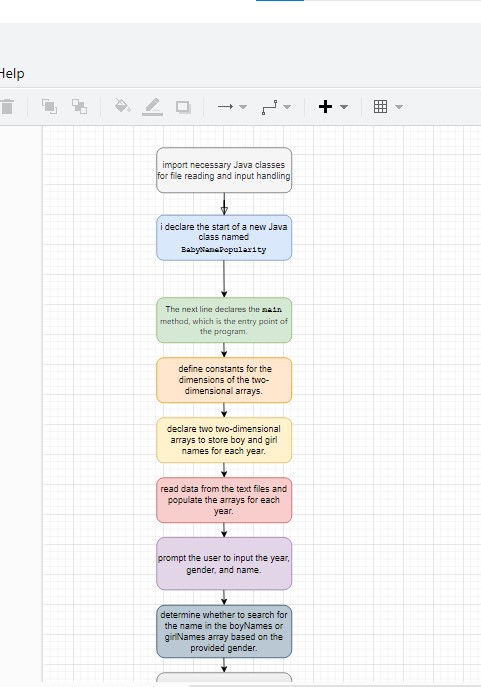 Help
import necessary Java classes
for file reading and input handling
i declare the start of a new Java
class named
BabyNamePopularity
The next line declares the main
method, which is the entry point of
the program.
define constants for the
dimensions of the two-
dimensional arrays.
declare two two-dimensional
arrays to store boy and girl
names for each year.
read data from the text files and
populate the arrays for each
year.
prompt the user to input the year,
gender, and name.
determine whether to search for
the name in the boyNames or
girlNames array based on the
provided gender.